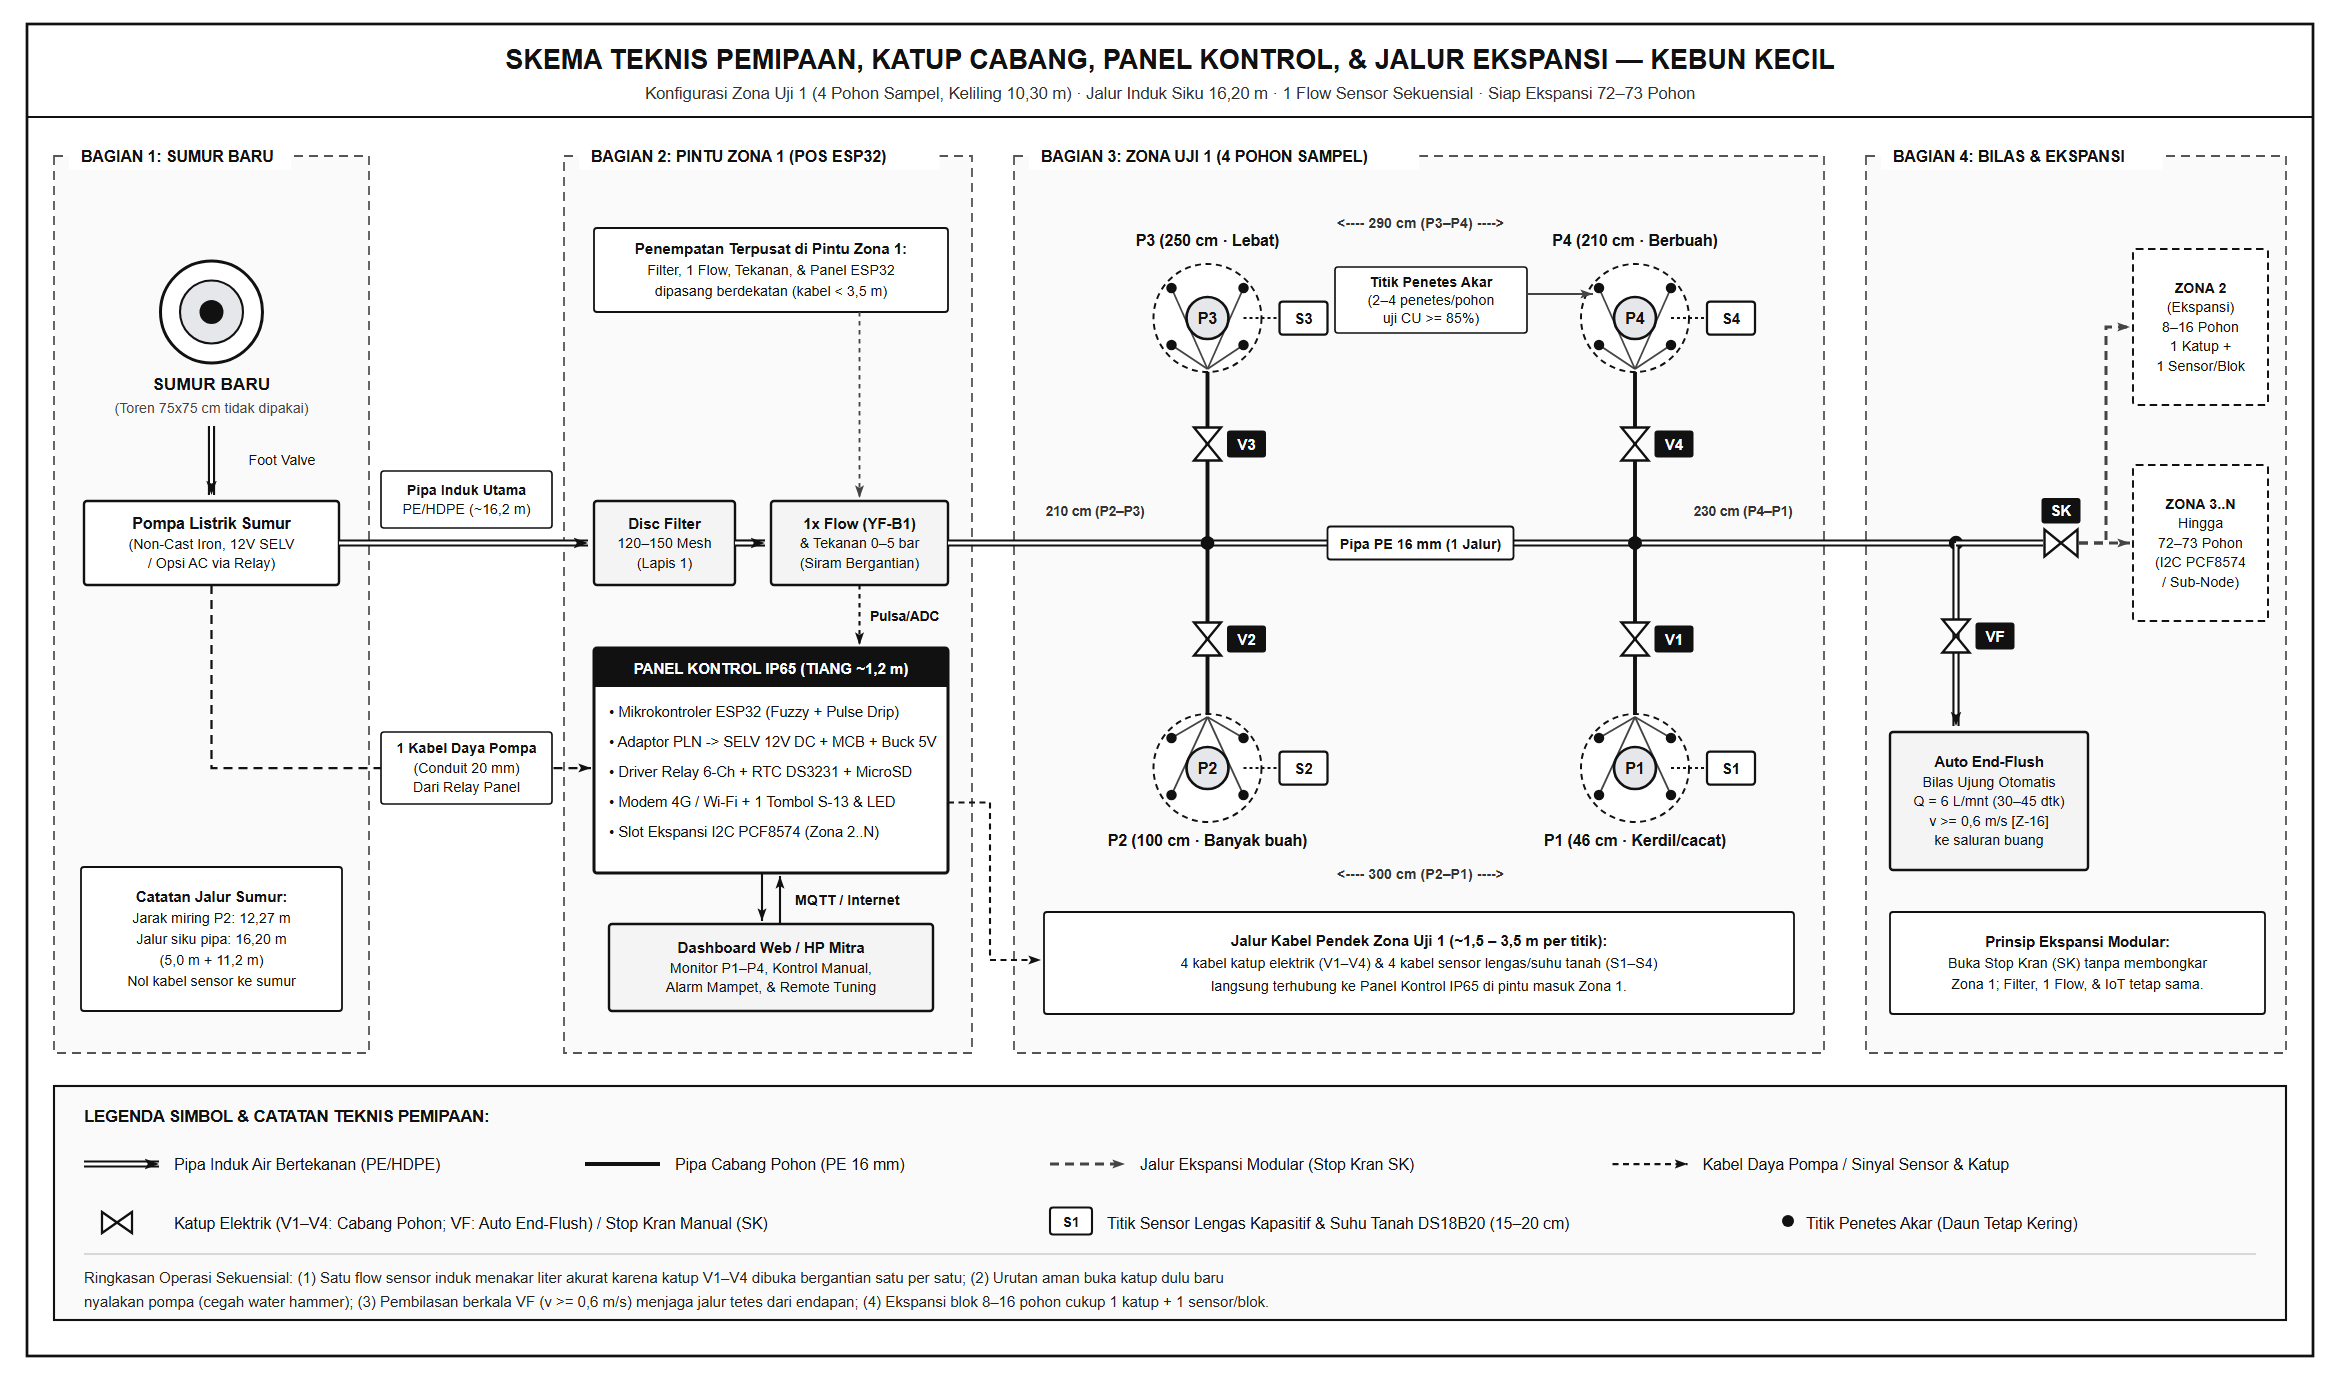 SKEMA TEKNIS PEMIPAAN, KATUP CABANG, PANEL KONTROL, & JALUR EKSPANSI — KEBUN KECIL
Konfigurasi Zona Uji 1 (4 Pohon Sampel, Keliling 10,30 m) · Jalur Induk Siku 16,20 m · 1 Flow Sensor Sekuensial · Siap Ekspansi 72–73 Pohon
BAGIAN 1: SUMUR BARU
SUMUR BARU
(Toren 75x75 cm tidak dipakai)
Foot Valve
Pompa Listrik Sumur
(Non-Cast Iron, 12V SELV
/ Opsi AC via Relay)
Catatan Jalur Sumur:
Jarak miring P2: 12,27 m
Jalur siku pipa: 16,20 m
(5,0 m + 11,2 m)
Nol kabel sensor ke sumur
Pipa Induk Utama
PE/HDPE (~16,2 m)
1 Kabel Daya Pompa
(Conduit 20 mm)
Dari Relay Panel
BAGIAN 2: PINTU ZONA 1 (POS ESP32)
Penempatan Terpusat di Pintu Zona 1:
Filter, 1 Flow, Tekanan, & Panel ESP32
dipasang berdekatan (kabel < 3,5 m)
Disc Filter
120–150 Mesh
(Lapis 1)
1x Flow (YF-B1)
& Tekanan 0–5 bar
(Siram Bergantian)
Pulsa/ADC
PANEL KONTROL IP65 (TIANG ~1,2 m)
• Mikrokontroler ESP32 (Fuzzy + Pulse Drip)
• Adaptor PLN -> SELV 12V DC + MCB + Buck 5V
• Driver Relay 6-Ch + RTC DS3231 + MicroSD
• Modem 4G / Wi-Fi + 1 Tombol S-13 & LED
• Slot Ekspansi I2C PCF8574 (Zona 2..N)
MQTT / Internet
Dashboard Web / HP Mitra
Monitor P1–P4, Kontrol Manual,
Alarm Mampet, & Remote Tuning
BAGIAN 3: ZONA UJI 1 (4 POHON SAMPEL)
<---- 290 cm (P3–P4) ---->
P3 (250 cm · Lebat)
P4 (210 cm · Berbuah)
Titik Penetes Akar
(2–4 penetes/pohon
uji CU >= 85%)
P3
S3
P4
S4
V3
V4
210 cm (P2–P3)
230 cm (P4–P1)
Pipa PE 16 mm (1 Jalur)
V2
V1
P2
S2
P1
S1
P2 (100 cm · Banyak buah)
P1 (46 cm · Kerdil/cacat)
<---- 300 cm (P2–P1) ---->
Jalur Kabel Pendek Zona Uji 1 (~1,5 – 3,5 m per titik):
4 kabel katup elektrik (V1–V4) & 4 kabel sensor lengas/suhu tanah (S1–S4)
langsung terhubung ke Panel Kontrol IP65 di pintu masuk Zona 1.
BAGIAN 4: BILAS & EKSPANSI
ZONA 2
(Ekspansi)
8–16 Pohon
1 Katup +
1 Sensor/Blok
SK
ZONA 3..N
Hingga
72–73 Pohon
(I2C PCF8574
/ Sub-Node)
VF
Auto End-Flush
Bilas Ujung Otomatis
Q = 6 L/mnt (30–45 dtk)
v >= 0,6 m/s [Z-16]
ke saluran buang
Prinsip Ekspansi Modular:
Buka Stop Kran (SK) tanpa membongkar
Zona 1; Filter, 1 Flow, & IoT tetap sama.
LEGENDA SIMBOL & CATATAN TEKNIS PEMIPAAN:
Pipa Induk Air Bertekanan (PE/HDPE)
Pipa Cabang Pohon (PE 16 mm)
Jalur Ekspansi Modular (Stop Kran SK)
Kabel Daya Pompa / Sinyal Sensor & Katup
Katup Elektrik (V1–V4: Cabang Pohon; VF: Auto End-Flush) / Stop Kran Manual (SK)
S1
Titik Sensor Lengas Kapasitif & Suhu Tanah DS18B20 (15–20 cm)
Titik Penetes Akar (Daun Tetap Kering)
Ringkasan Operasi Sekuensial: (1) Satu flow sensor induk menakar liter akurat karena katup V1–V4 dibuka bergantian satu per satu; (2) Urutan aman buka katup dulu baru
nyalakan pompa (cegah water hammer); (3) Pembilasan berkala VF (v >= 0,6 m/s) menjaga jalur tetes dari endapan; (4) Ekspansi blok 8–16 pohon cukup 1 katup + 1 sensor/blok.